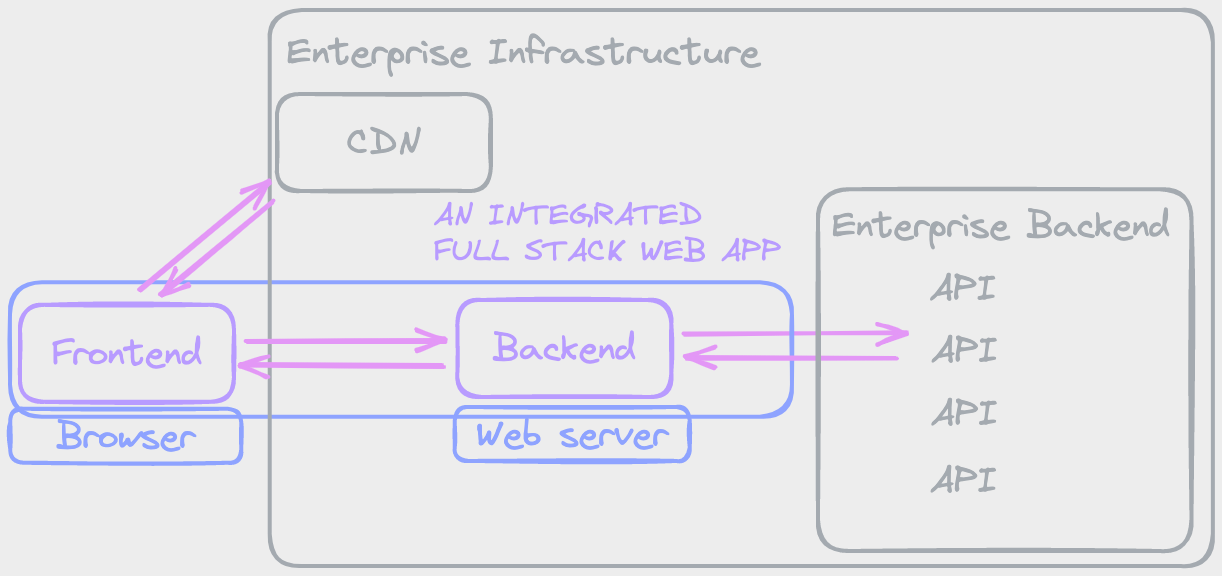 Enterprise Infrastructure
CDN
AN INTEGRATED
FULL STACK WEB APP
Enterprise Backend
API
API
API
API
Frontend
Backend
Browser
Web server